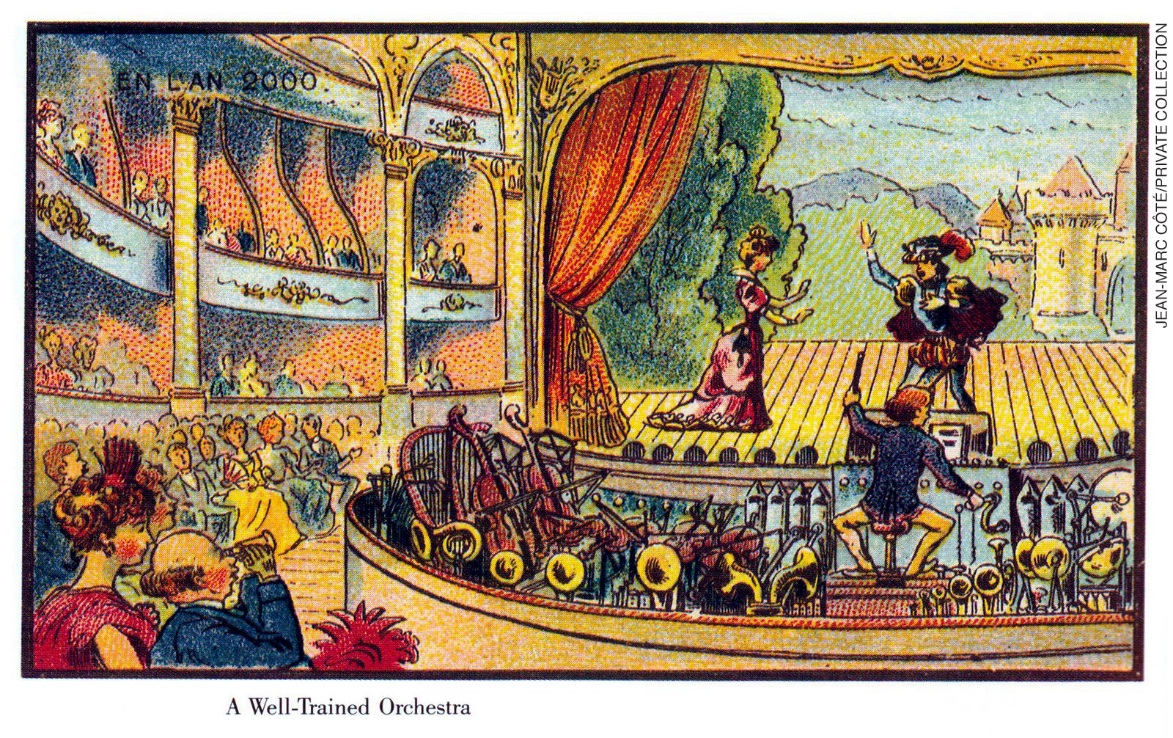 EN L'AN 2000.
JEAN-MARC CÔTÉ/PRIVATE COLLECTION
A Well-Trained Orchestra